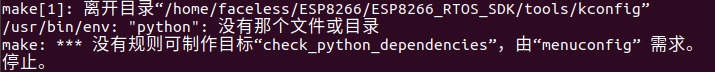 make[1]: 离开目录“/home/faceless/ESP8266/ESP8266_RTOS_SDK/tools/kconfig”
/usr/bin/env: "python": 没有那个文件或目录
make: *** 没有规则可制作目标“check_python_dependencies”，由“menuconfig” 需求。
停止。